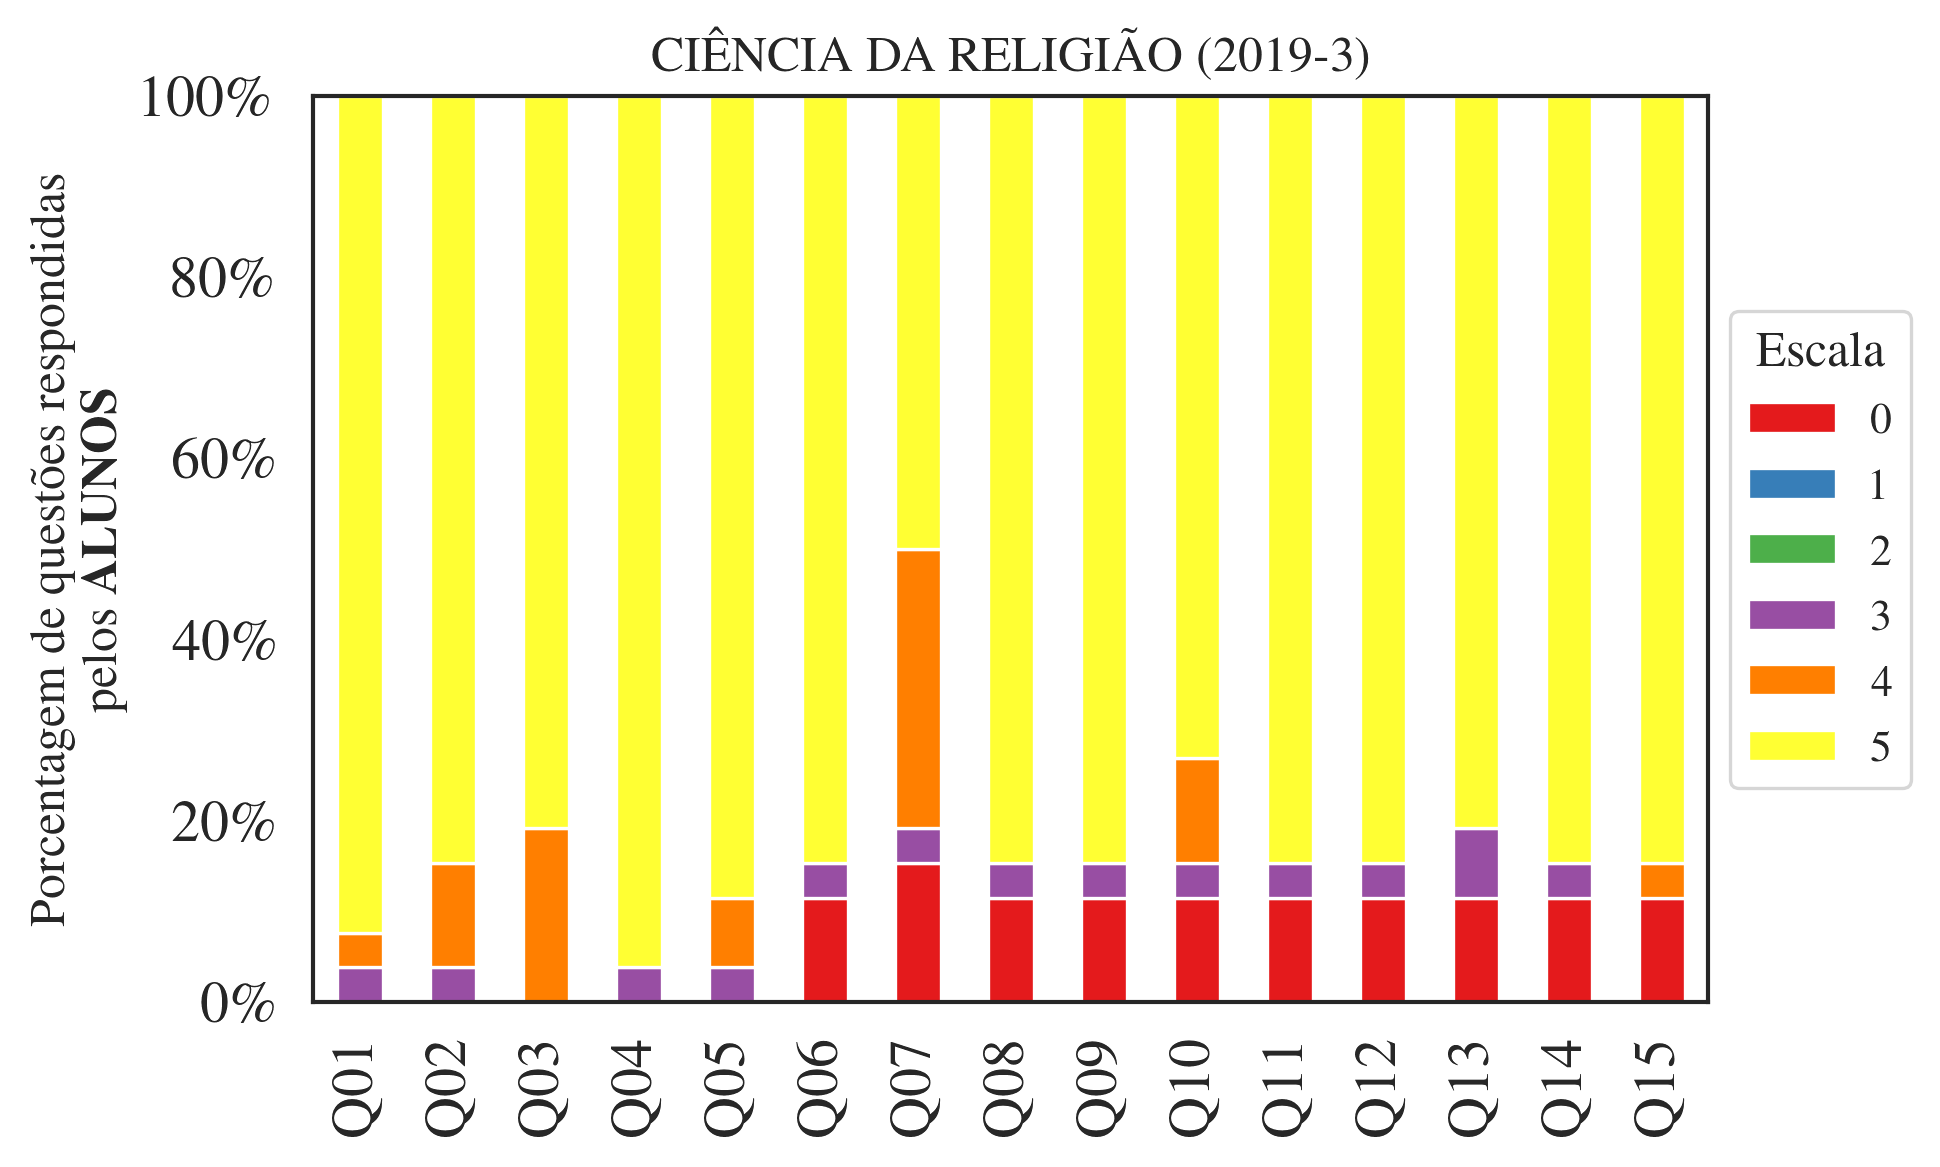 CIÊNCIA DA RELIGIÃO (2019-3)
Porcentagem de questões respondidas
pelos ALUNOS
100%
80%
60%
40%
20%
0%
Q01
Q02
Q03
Q04
Q05
Q06
Q07
Q08
Q09
Q10
Q11
Q12
Q13
Q14
Q15
Escala
0
1
2
3
4
5